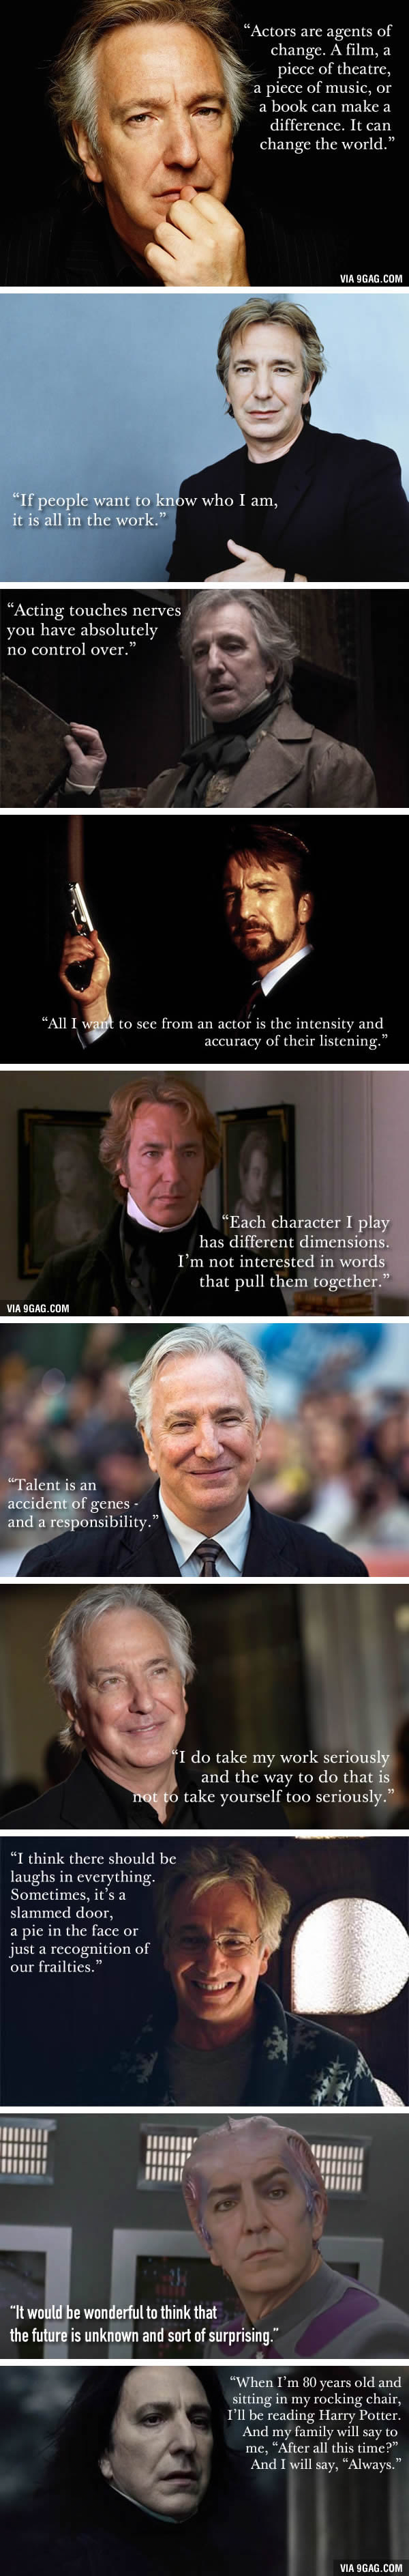 “Actors are agents of
change. A film, a
piece of theatre,
a piece of music, or
a book can make a
difference. It can
change the world.”
VIA 9GAG.COM
“If people want to know who I am,
it is all in the work.”
“Acting touches nerves
you have absolutely
no control over.”
“All I want to see from an actor is the intensity and
accuracy of their listening.”
“Each character I play
has different dimensions.
I’m not interested in words
that pull them together.”
VIA 9GAG.COM
“Talent is an
accident of genes -
and a responsibility.”
“I do take my work seriously
and the way to do that is
not to take yourself too seriously.”
“I think there should be
laughs in everything.
Sometimes, it’s a
slammed door,
a pie in the face or
just a recognition of
our frailties.”
“It would be wonderful to think that
the future is unknown and sort of surprising.”
“When I’m 80 years old and
sitting in my rocking chair,
I’ll be reading Harry Potter.
And my family will say to
me, “After all this time?”
And I will say, “Always.”
VIA 9GAG.COM